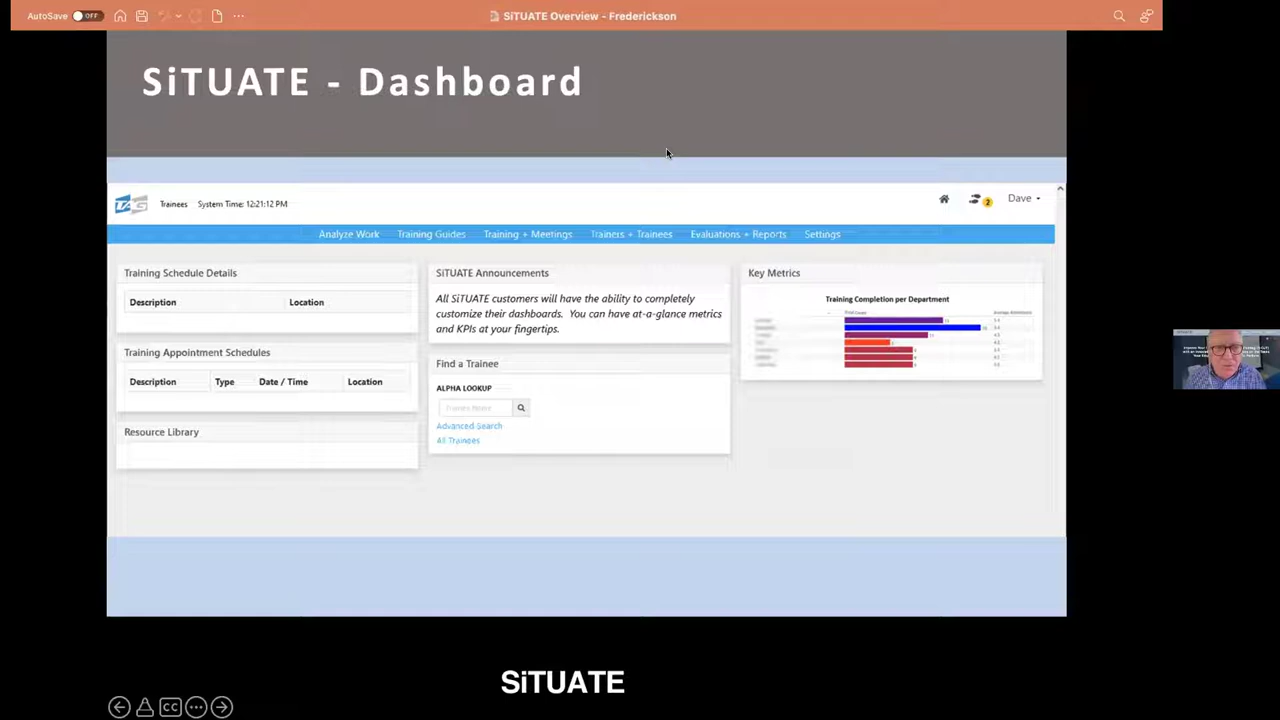 AutoSave OFF
SiTUATE Overview - Frederickson
SiTUATE - Dashboard
TAG Trainees System Time: 12:21:12 PM
2 Dave
Analyze Work Training Guides Training + Meetings Trainers + Trainees Evaluations + Reports Settings
Training Schedule Details
Description Location
Training Appointment Schedules
Description Type Date / Time Location
Resource Library
SiTUATE Announcements
All SiTUATE customers will have the ability to completely
customize their dashboards. You can have at-a-glance metrics
and KPIs at your fingertips.
Find a Trainee
ALPHA LOOKUP
Trainee Name
Advanced Search
All Trainees
Key Metrics
Training Completion per Department
SiTUATE
CC